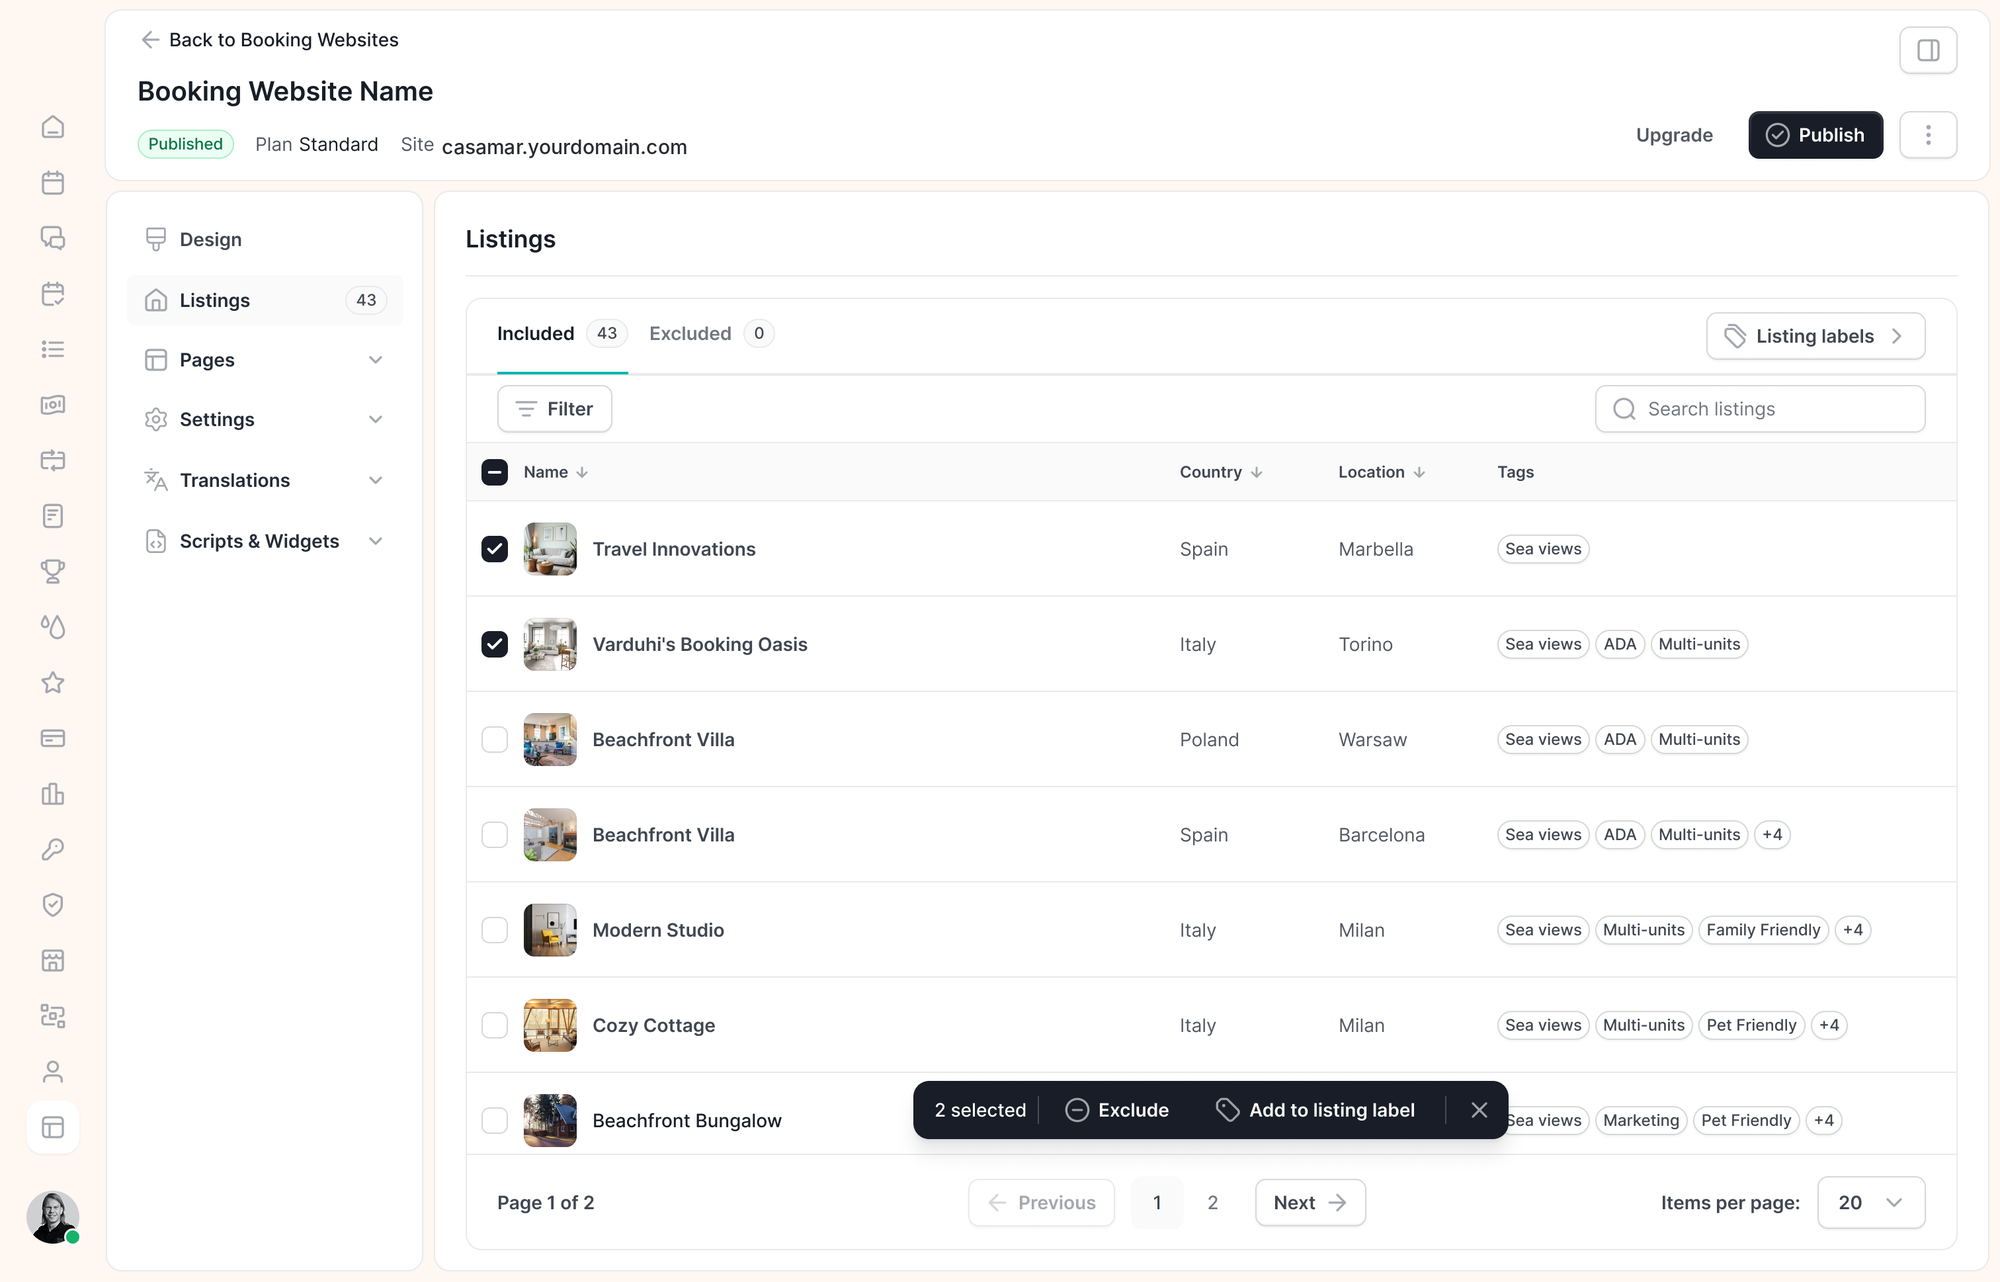 Back to Booking Websites
Booking Website Name
Published Plan Standard Site casamar.yourdomain.com
Upgrade Publish
Design
Listings 43
Pages
Settings
Translations
Scripts & Widgets
Listings
Included 43 Excluded 0 Listing labels
Filter Search listings
Name Country Location Tags
Travel Innovations Spain Marbella Sea views
Varduhi's Booking Oasis Italy Torino Sea views ADA Multi-units
Beachfront Villa Poland Warsaw Sea views ADA Multi-units
Beachfront Villa Spain Barcelona Sea views ADA Multi-units +4
Modern Studio Italy Milan Sea views Multi-units Family Friendly +4
Cozy Cottage Italy Milan Sea views Multi-units Pet Friendly +4
Beachfront Bungalow Sea views Marketing Pet Friendly +4
2 selected Exclude Add to listing label
Page 1 of 2 Previous 1 2 Next Items per page: 20